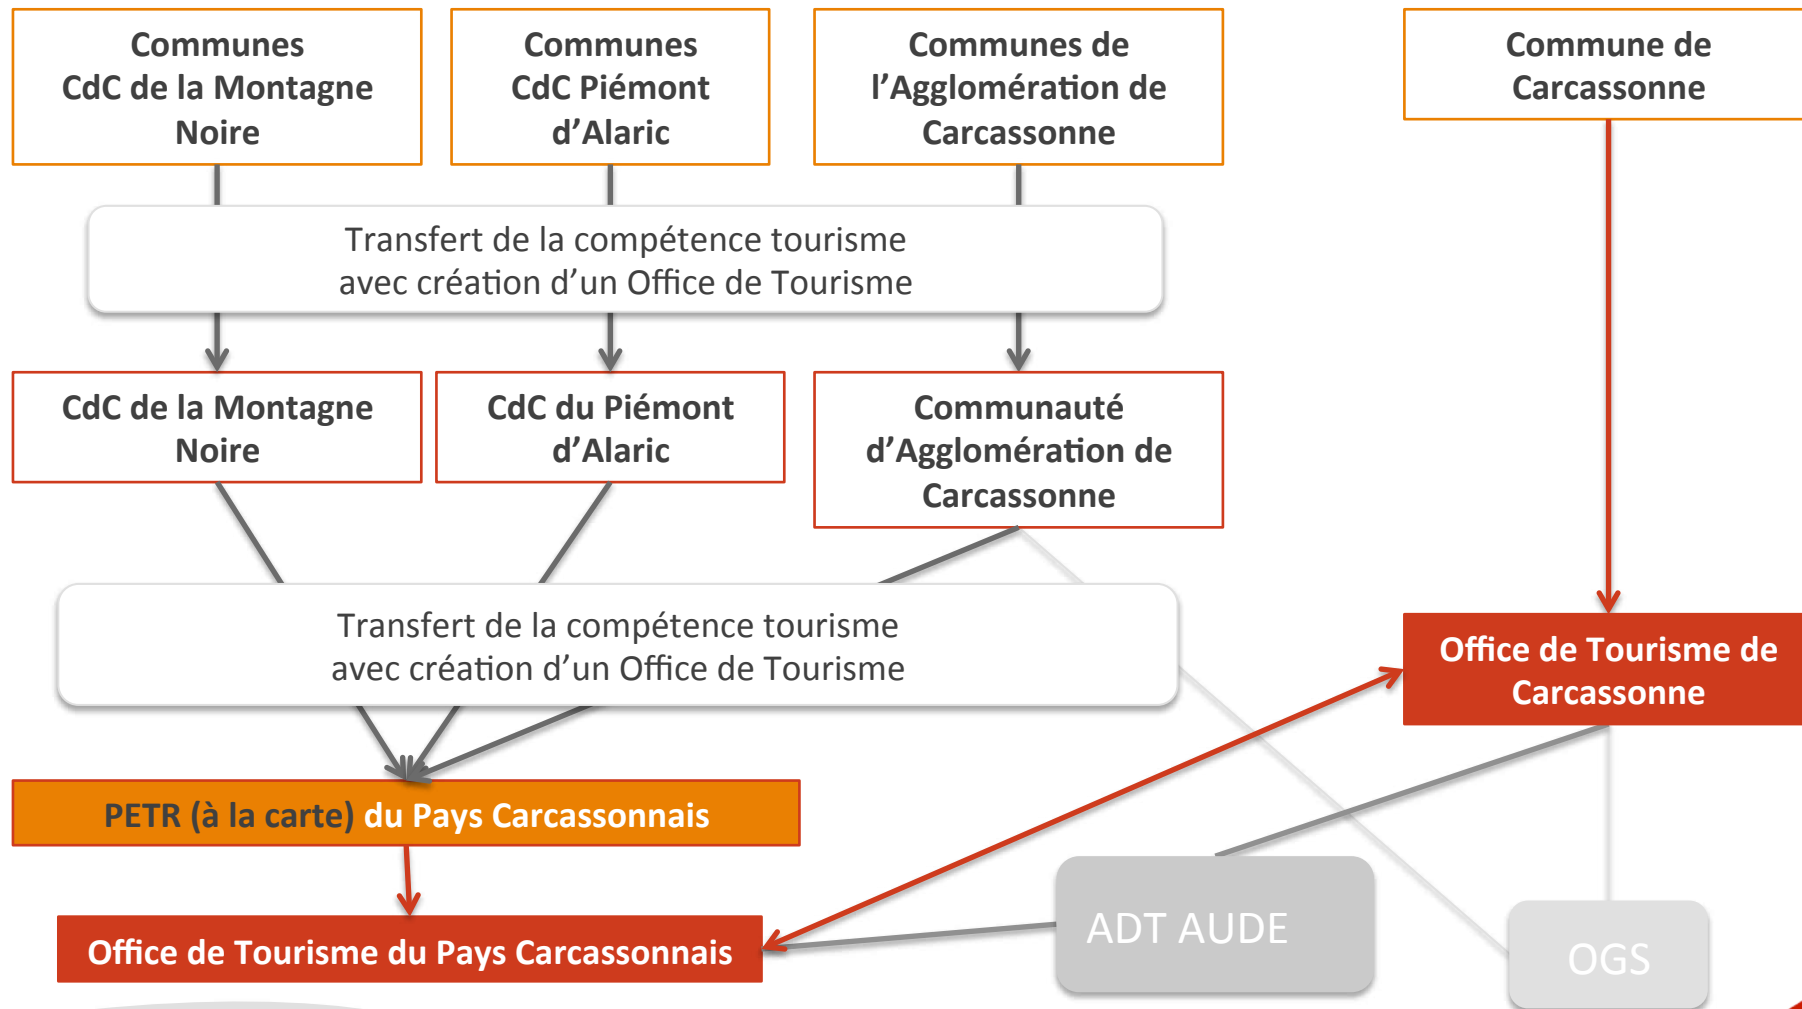 Communes
CdC de la Montagne
Noire
Communes
CdC Piémont
d’Alaric
Communes de
l’Agglomération de
Carcassonne
Commune de
Carcassonne
Transfert de la compétence tourisme
avec création d’un Office de Tourisme
CdC de la Montagne
Noire
CdC du Piémont
d’Alaric
Communauté
d’Agglomération de
Carcassonne
Transfert de la compétence tourisme
avec création d’un Office de Tourisme
Office de Tourisme de
Carcassonne
PETR (à la carte) du Pays Carcassonnais
Office de Tourisme du Pays Carcassonnais
ADT AUDE
OGS